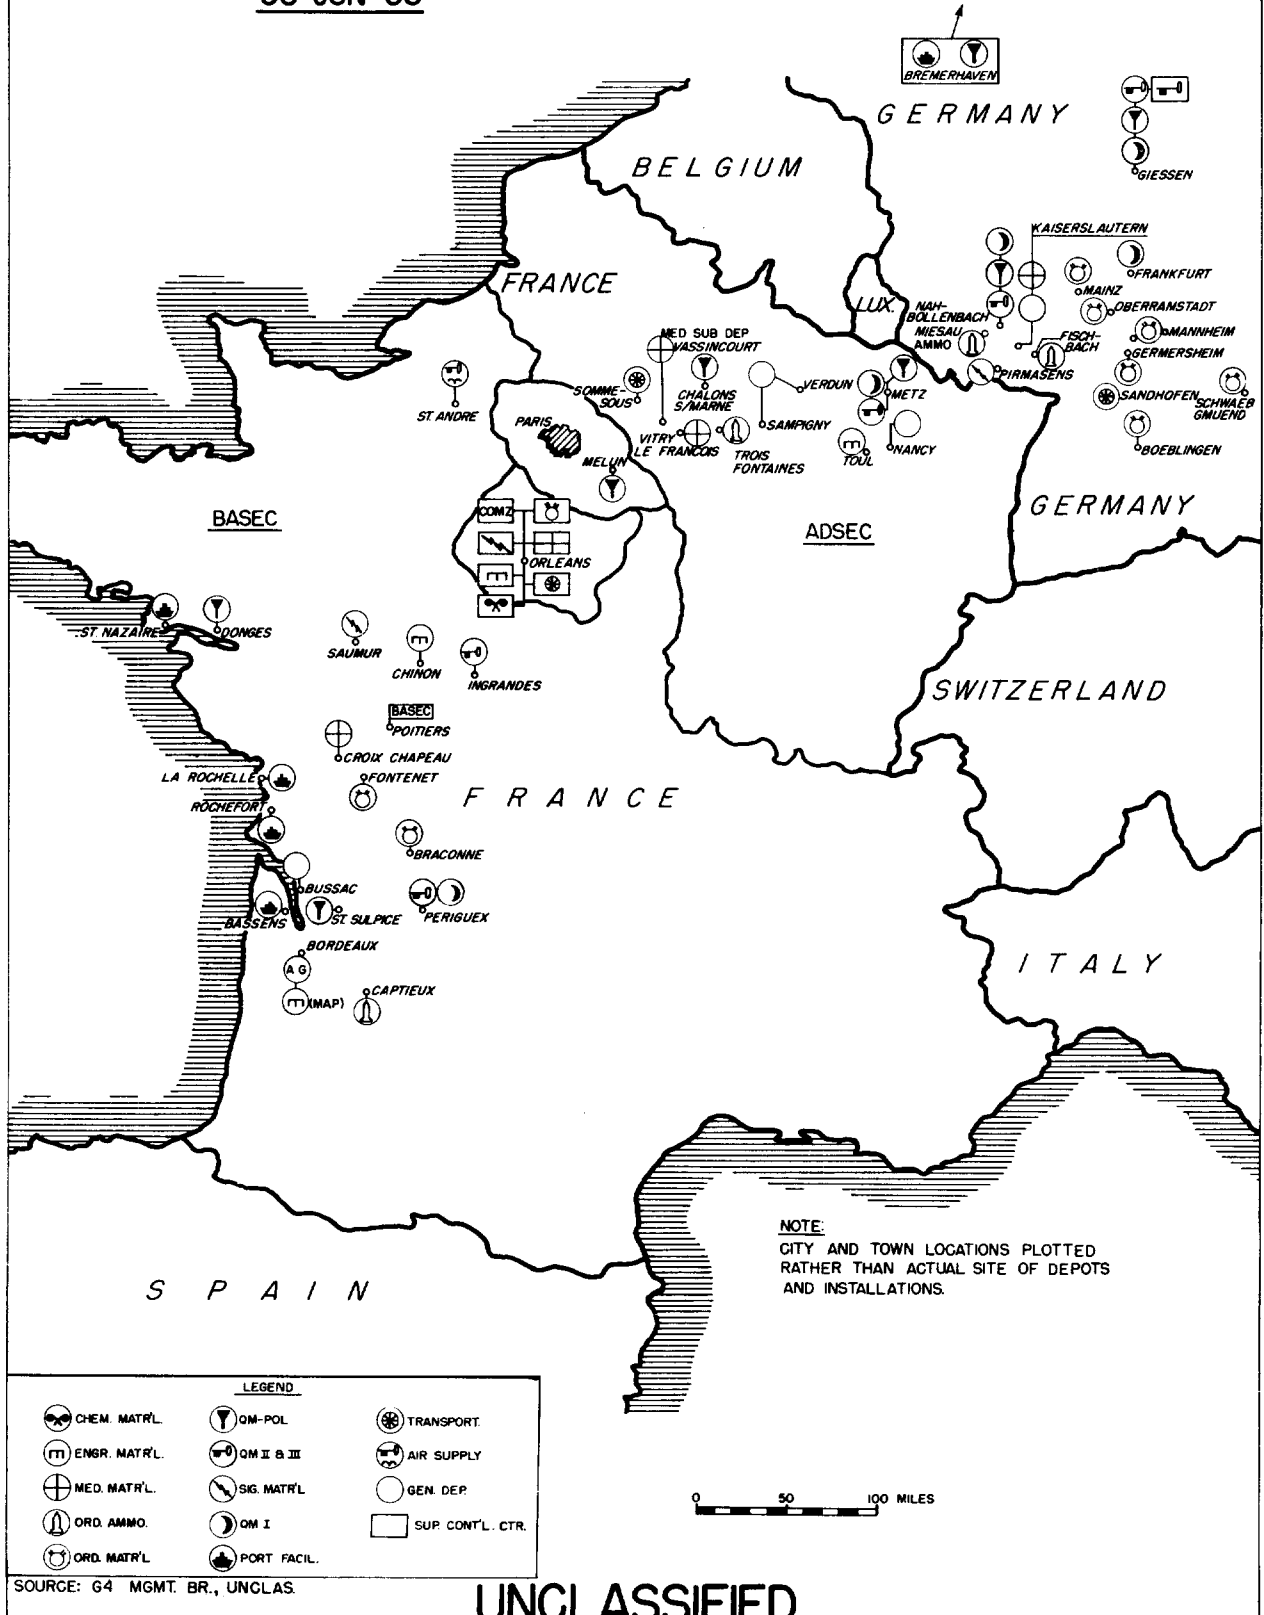 BREMERHAVEN
GERMANY
BELGIUM
GIESSEN
KAISERSLAUTERN
FRANKFURT
FRANCE
MAINZ
LUX.
NAH-
BOLLENBACH
OBERRAMSTADT
MIESAU
AMMO
MANNHEIM
FISCH-
BACH
MED SUB DEP
VASSINCOURT
GERMERSHEIM
PIRMASENS
SOMME-
SOUS
CHALONS
S/MARNE
VERDUN
METZ
SANDHOFEN
SCHWAEB
GMUEND
ST. ANDRE
PARIS
SAMPIGNY
VITRY
LE FRANCOIS
TROIS
FONTAINES
TOUL
NANCY
BOEBLINGEN
MELUN
BASEC
COMZ
ADSEC
GERMANY
ORLEANS
ST. NAZAIRE
DONGES
SAUMUR
CHINON
INGRANDES
SWITZERLAND
BASEC
POITIERS
CROIX CHAPEAU
LA ROCHELLE
FONTENET
ROCHEFORT
FRANCE
BRACONNE
BUSSAC
BASSENS
ST. SULPICE
PERIGUEX
BORDEAUX
AG
ITALY
(MAP)
CAPTIEUX
NOTE:
CITY AND TOWN LOCATIONS PLOTTED
RATHER THAN ACTUAL SITE OF DEPOTS
AND INSTALLATIONS.
SPAIN
LEGEND
CHEM. MATR'L.
QM-POL
TRANSPORT.
ENGR. MATR'L.
QM II & III
AIR SUPPLY
MED. MATR'L.
SIG. MATR'L
GEN. DEP.
ORD. AMMO.
QM I
SUP. CONT'L. CTR.
ORD. MATR'L
PORT FACIL.
0 50 100 MILES
SOURCE: G4 MGMT. BR., UNCLAS.
UNCLASSIFIED